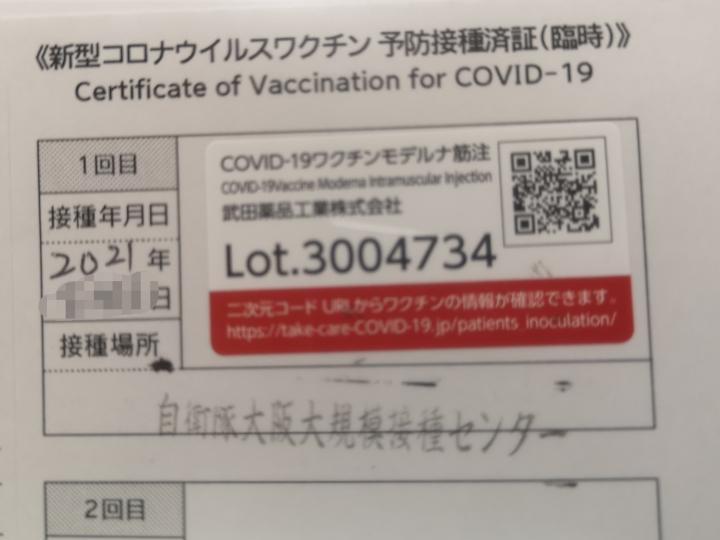 《新型コロナウイルスワクチン 予防接種済証(臨時)》
Certificate of Vaccination for COVID-19
1回目
接種年月日
2021年
日
接種場所
COVID-19ワクチンモデルナ筋注
COVID-19Vaccine Moderna Intramuscular Injection
武田薬品工業株式会社
Lot.3004734
二次元コード URLからワクチンの情報が確認できます。
https://take-care-COVID-19.jp/patients_inoculation/
自衛隊大阪大規模接種センター
2回目